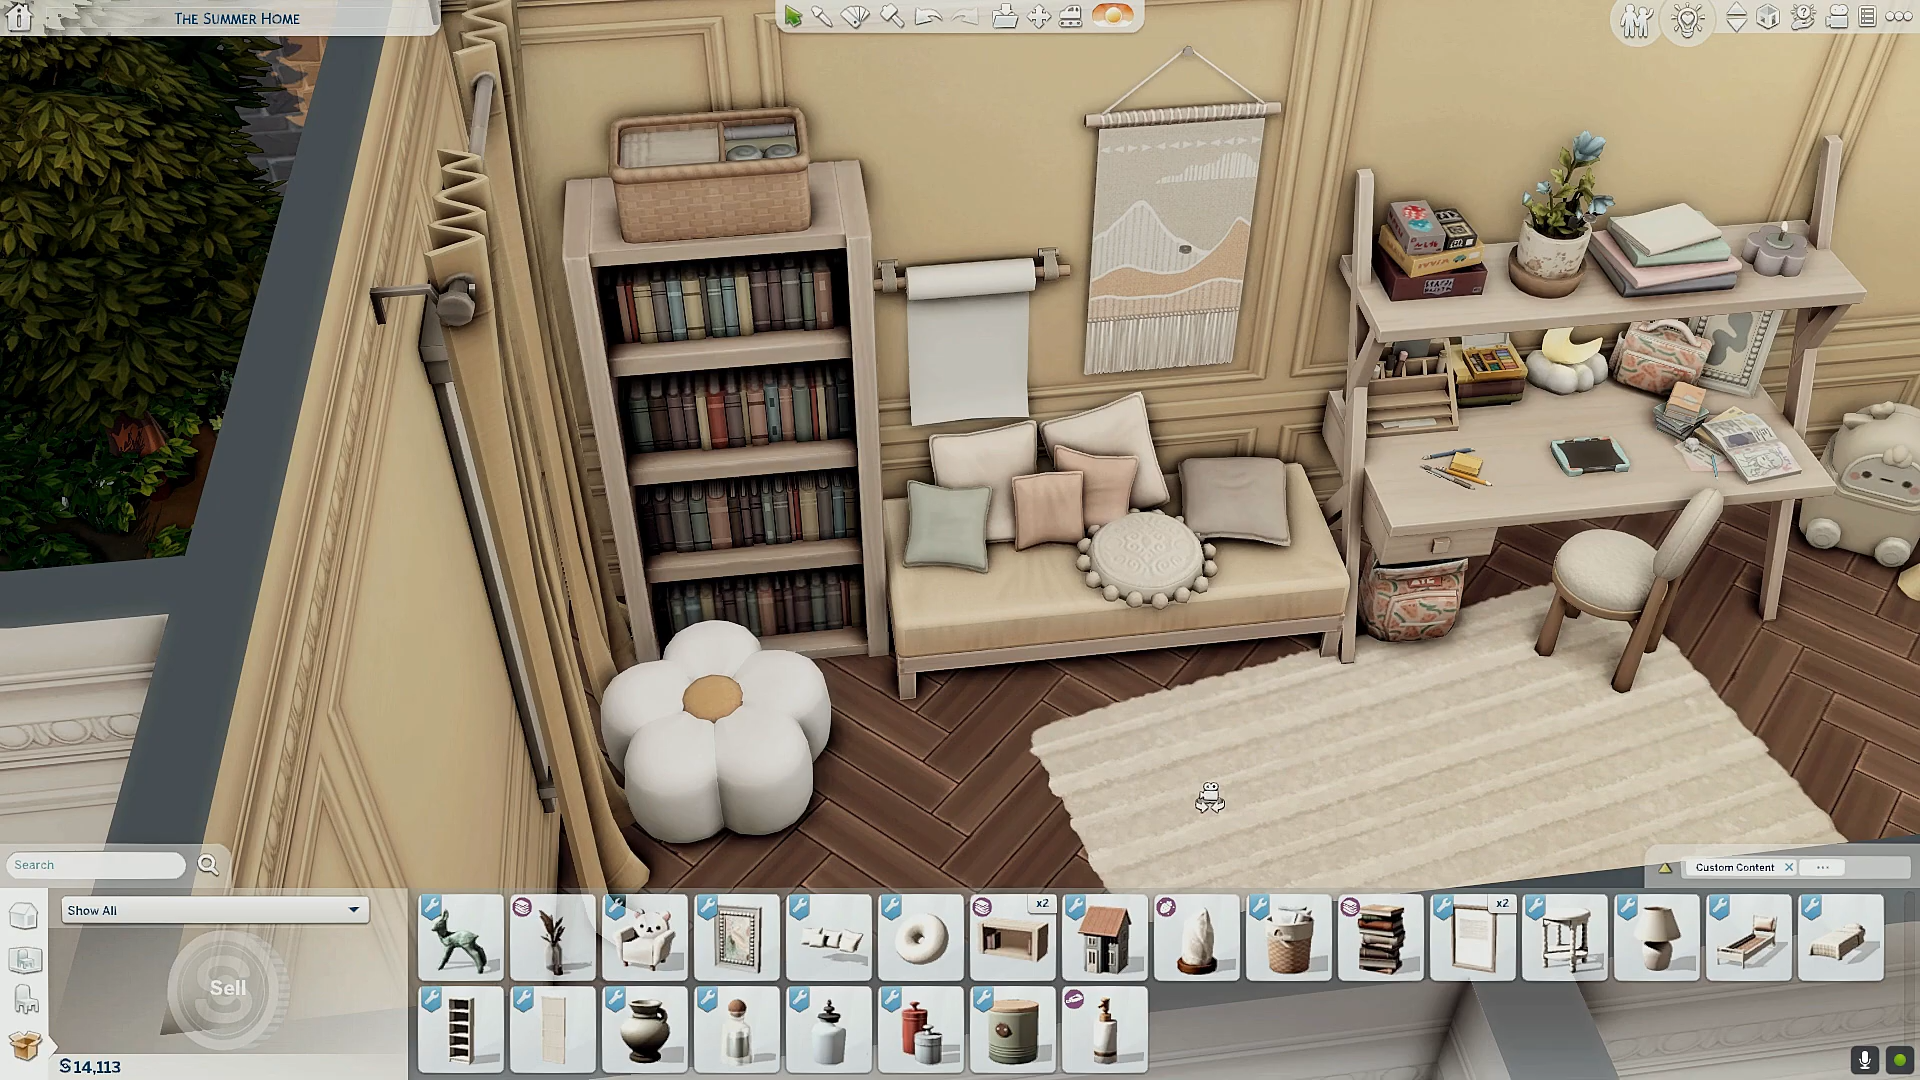 The Summer Home
Search
Custom Content
...
Show All
x2
x2
Sell
§14,113